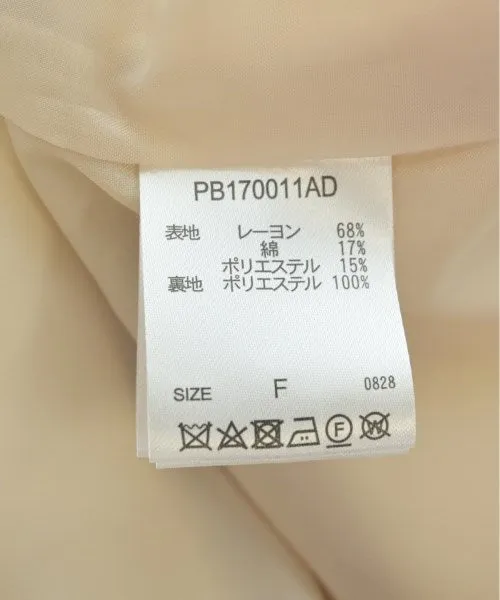 PB170011AD
表地 レーヨン 68%
綿 17%
ポリエステル 15%
裏地 ポリエステル 100%
SIZE F 0828
F W